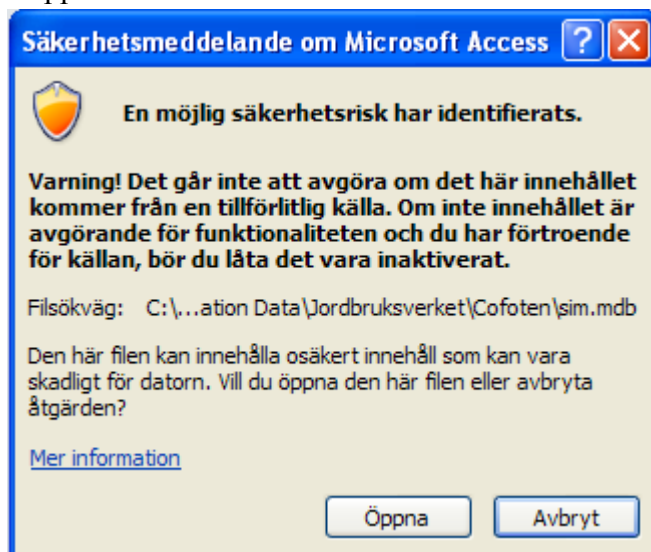 Säkerhetsmeddelande om Microsoft Access
En möjlig säkerhetsrisk har identifierats.
Varning! Det går inte att avgöra om det här innehållet
kommer från en tillförlitlig källa. Om inte innehållet är
avgörande för funktionaliteten och du har förtroende
för källan, bör du låta det vara inaktiverat.
Filsökväg: C:\...ation Data\Jordbruksverket\Cofoten\sim.mdb
Den här filen kan innehålla osäkert innehåll som kan vara
skadligt för datorn. Vill du öppna den här filen eller avbryta
åtgärden?
Mer information
Öppna Avbryt